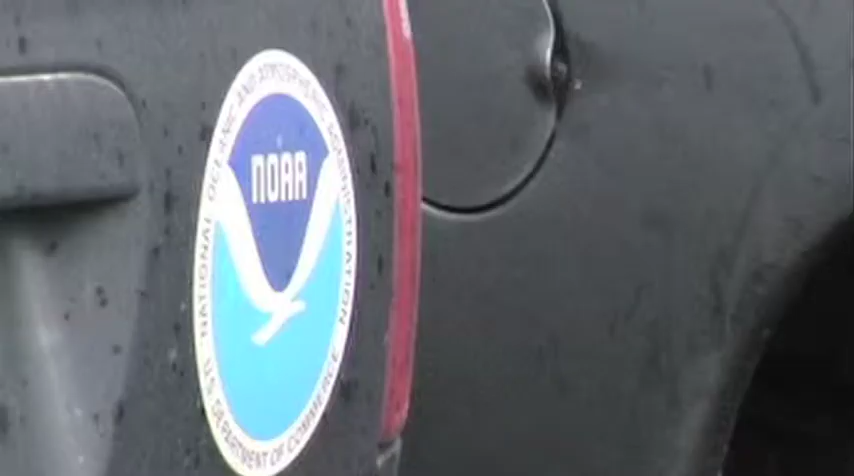 NATIONAL OCEANIC AND ATMOSPHERIC ADMINISTRATION
NOAA
U.S. DEPARTMENT OF COMMERCE